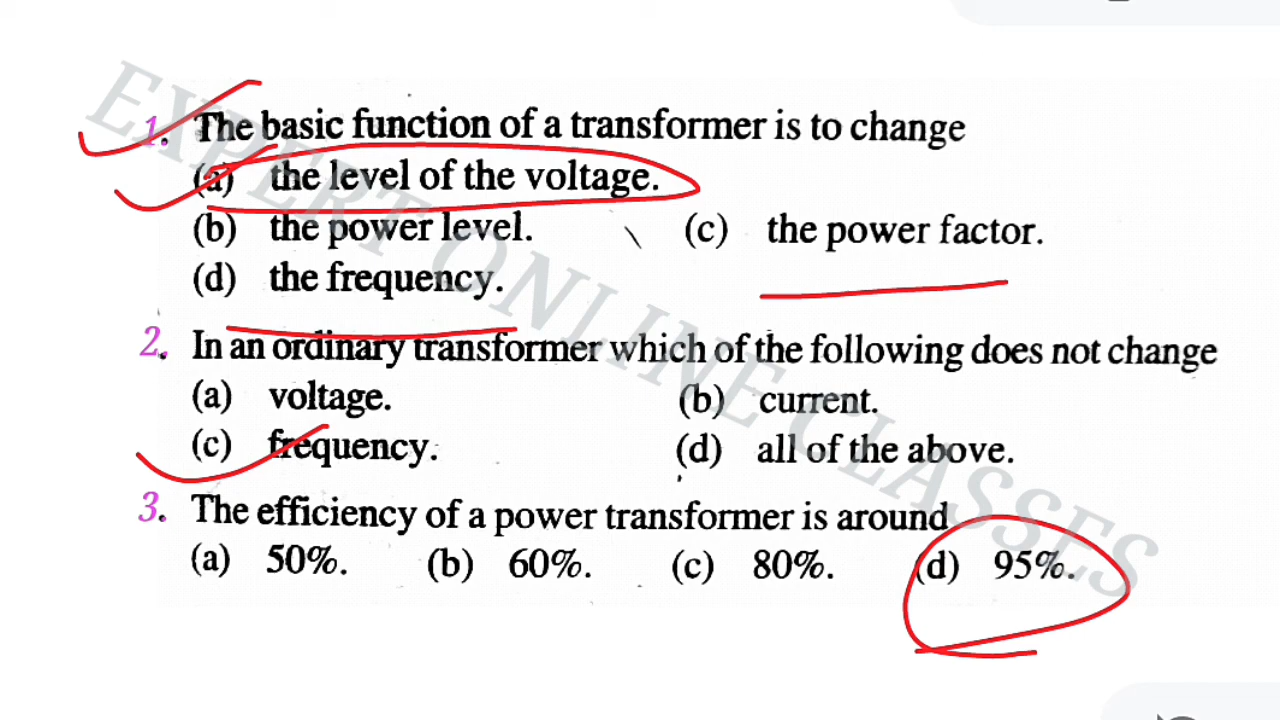 1. The basic function of a transformer is to change
(a) the level of the voltage.
(b) the power level. (c) the power factor.
(d) the frequency.
2. In an ordinary transformer which of the following does not change
(a) voltage. (b) current.
(c) frequency. (d) all of the above.
3. The efficiency of a power transformer is around
(a) 50%. (b) 60%. (c) 80%. (d) 95%.
EXPERT ONLINE CLASSES